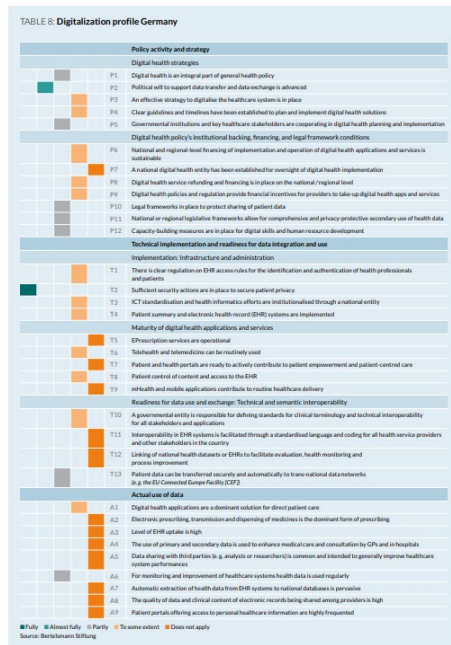 TABLE 8: Digitalization profile Germany
Policy activity and strategy
Digital health strategies
P1 Digital health is an integral part of general health policy
P2 Political will to support data transfer and data exchange is advanced
P3 An effective strategy to digitalise the healthcare system is in place
P4 Clear guidelines and timelines have been established to plan and implement digital health solutions
P5 Governmental institutions and key healthcare stakeholders are cooperating in digital health planning and implementation
Digital health policy's institutional backing, financing, and legal framework conditions
P6 National and regional-level financing of implementation and operation of digital health applications and services is
sustainable
P7 A national digital health entity has been established for oversight of digital health implementation
P8 Digital health service refunding and financing is in place on the national / regional level
P9 Digital health policies and regulation provide financial incentives for providers to take-up digital health apps and services
P10 Legal frameworks in place to protect sharing of patient data
P11 National or regional legislative frameworks allow for comprehensive and privacy-protective secondary use of health data
P12 Capacity-building measures are in place for digital skills and human resource development
Technical implementation and readiness for data integration and use
Implementation: Infrastructure and administration
T1 There is clear regulation on EHR access rules for the identification and authentication of health professionals
and patients
T2 Sufficient security actions are in place to secure patient privacy
T3 ICT standardisation and health informatics efforts are institutionalised through a national entity
T4 Patient summary and electronic health record (EHR) systems are implemented
Maturity of digital health applications and services
T5 EPrescription services are operational
T6 Telehealth and telemedicine can be routinely used
T7 Patient and health portals are ready to actively contribute to patient empowerment and patient-centred care
T8 Patient control of content and access to the EHR
T9 mHealth and mobile applications contribute to routine healthcare delivery
Readiness for data use and exchange: Technical and semantic interoperability
T10 A governmental entity is responsible for defining standards for clinical terminology and technical interoperability
for all stakeholders and applications
T11 Interoperability in EHR systems is facilitated through a standardised language and coding for all health service providers
and other stakeholders in the country
T12 Linking of national health datasets or EHRs to facilitate evaluation, health monitoring and
process improvement
T13 Patient data can be transferred securely and automatically to trans-national data networks
(e.g. the EU Connected Europe Facility [CEF])
Actual use of data
A1 Digital health applications are a dominant solution for direct patient care
A2 Electronic prescribing, transmission and dispensing of medicines is the dominant form of prescribing
A3 Level of EHR uptake is high
A4 The use of primary and secondary data is used to enhance medical care and consultation by GPs and in hospitals
A5 Data sharing with third parties (e.g. analysts or researchers) is common and intended to generally improve healthcare
system performances
A6 For monitoring and improvement of healthcare systems health data is used regularly
A7 Automatic extraction of health data from EHR systems to national databases is pervasive
A8 The quality of data and clinical content of electronic records being shared among providers is high
A9 Patient portals offering access to personal healthcare information are highly frequented
Fully Almost fully Partly To some extent Does not apply
Source: Bertelsmann Stiftung